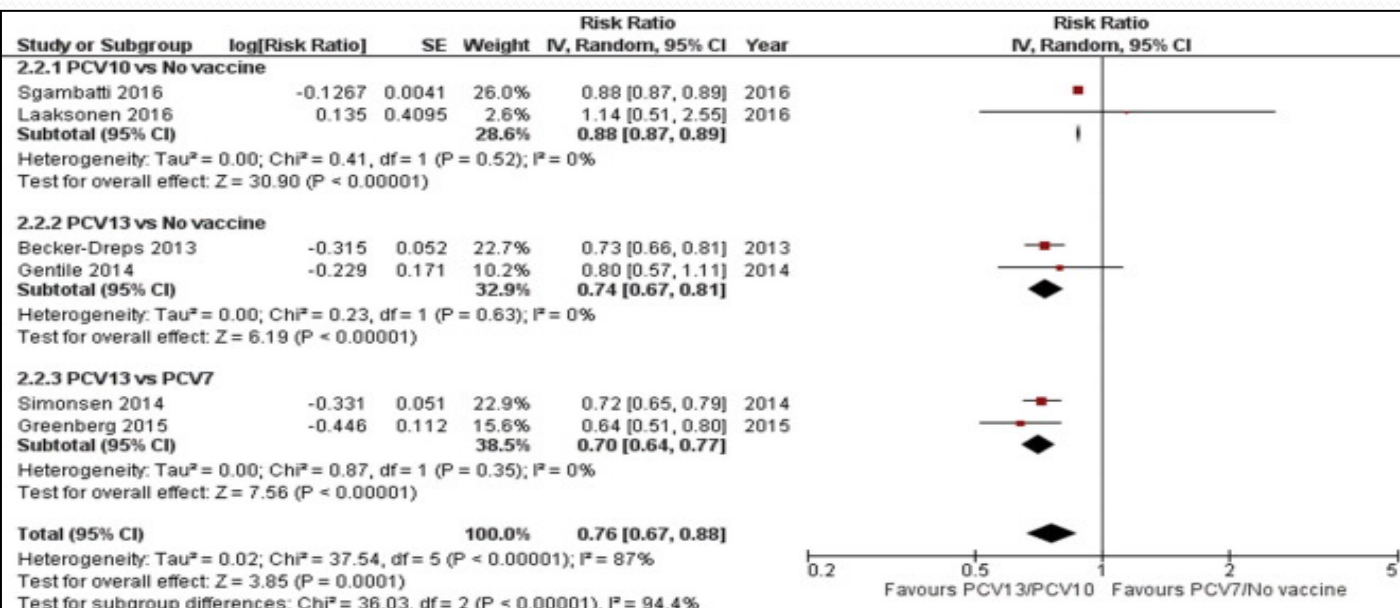 Risk Ratio Risk Ratio
Study or Subgroup log[Risk Ratio] SE Weight IV, Random, 95% CI Year IV, Random, 95% CI
2.2.1 PCV10 vs No vaccine
Sgambatti 2016 -0.1267 0.0041 26.0% 0.88 [0.87, 0.89] 2016
Laaksonen 2016 0.135 0.4095 2.6% 1.14 [0.51, 2.55] 2016
Subtotal (95% CI) 28.6% 0.88 [0.87, 0.89]
Heterogeneity: Tau² = 0.00; Chi² = 0.41, df = 1 (P = 0.52); I² = 0%
Test for overall effect: Z = 30.90 (P < 0.00001)
2.2.2 PCV13 vs No vaccine
Becker-Dreps 2013 -0.315 0.052 22.7% 0.73 [0.66, 0.81] 2013
Gentile 2014 -0.229 0.171 10.2% 0.80 [0.57, 1.11] 2014
Subtotal (95% CI) 32.9% 0.74 [0.67, 0.81]
Heterogeneity: Tau² = 0.00; Chi² = 0.23, df = 1 (P = 0.63); I² = 0%
Test for overall effect: Z = 6.19 (P < 0.00001)
2.2.3 PCV13 vs PCV7
Simonsen 2014 -0.331 0.051 22.9% 0.72 [0.65, 0.79] 2014
Greenberg 2015 -0.446 0.112 15.6% 0.64 [0.51, 0.80] 2015
Subtotal (95% CI) 38.5% 0.70 [0.64, 0.77]
Heterogeneity: Tau² = 0.00; Chi² = 0.87, df = 1 (P = 0.35); I² = 0%
Test for overall effect: Z = 7.56 (P < 0.00001)
Total (95% CI) 100.0% 0.76 [0.67, 0.88]
Heterogeneity: Tau² = 0.02; Chi² = 37.54, df = 5 (P < 0.00001); I² = 87%
Test for overall effect: Z = 3.85 (P = 0.0001)
Test for subgroup differences: Chi² = 36.03, df = 2 (P < 0.00001), I² = 94.4%
0.2 0.5 1 2 5
Favours PCV13/PCV10 Favours PCV7/No vaccine